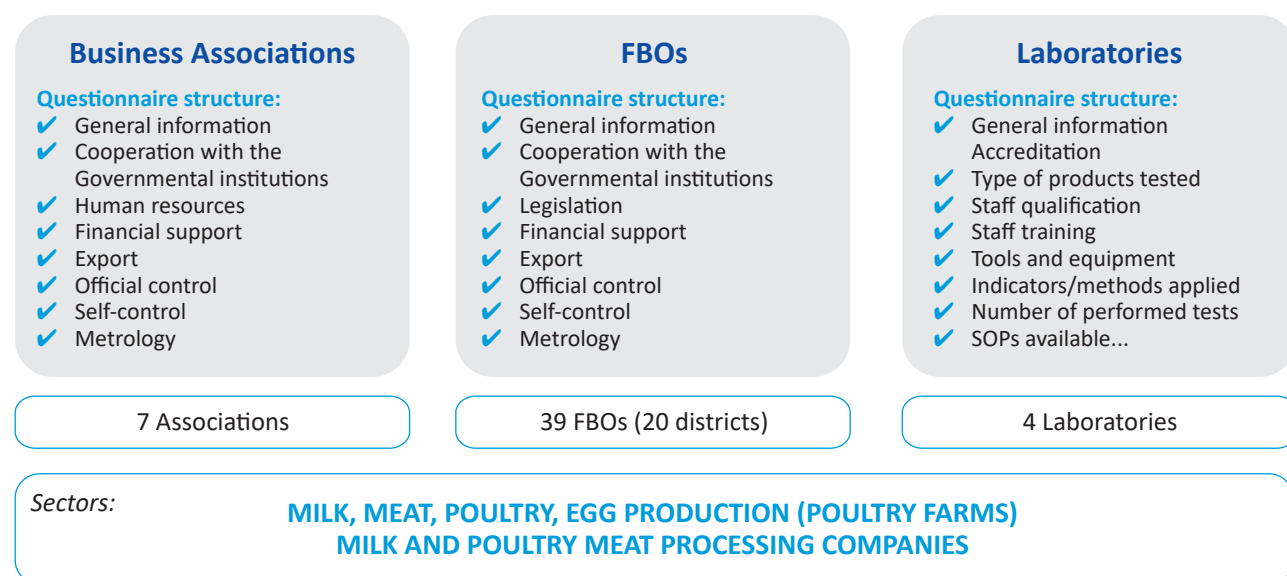 Business Associations
Questionnaire structure:
✔ General information
✔ Cooperation with the
Governmental institutions
✔ Human resources
✔ Financial support
✔ Export
✔ Official control
✔ Self-control
✔ Metrology
7 Associations
FBOs
Questionnaire structure:
✔ General information
✔ Cooperation with the
Governmental institutions
✔ Legislation
✔ Financial support
✔ Export
✔ Official control
✔ Self-control
✔ Metrology
39 FBOs (20 districts)
Laboratories
Questionnaire structure:
✔ General information
Accreditation
✔ Type of products tested
✔ Staff qualification
✔ Staff training
✔ Tools and equipment
✔ Indicators/methods applied
✔ Number of performed tests
✔ SOPs available...
4 Laboratories
Sectors:
MILK, MEAT, POULTRY, EGG PRODUCTION (POULTRY FARMS)
MILK AND POULTRY MEAT PROCESSING COMPANIES